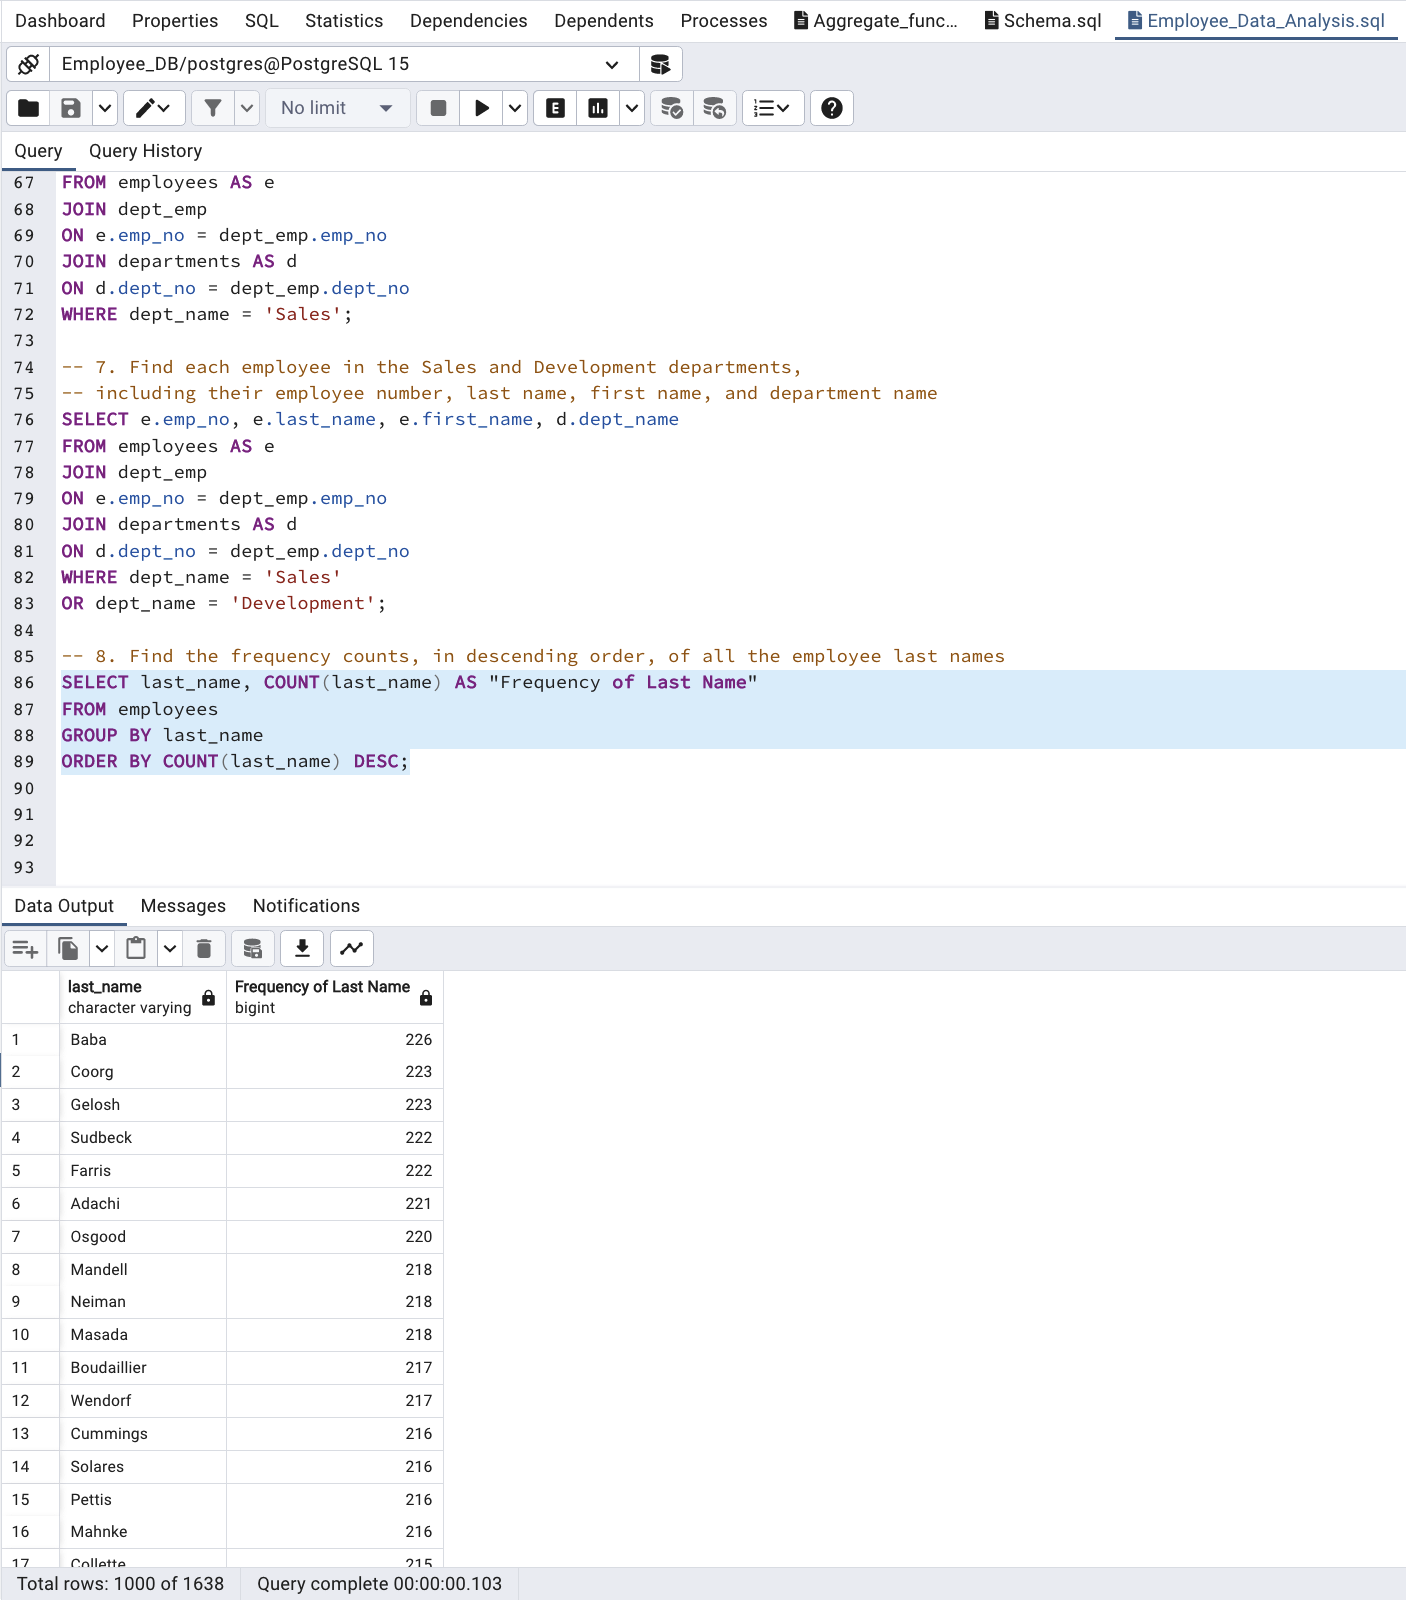 Dashboard Properties SQL Statistics Dependencies Dependents Processes Aggregate_func... Schema.sql Employee_Data_Analysis.sql
Employee_DB/postgres@PostgreSQL 15
No limit E ?
Query Query History
67 FROM employees AS e
68 JOIN dept_emp
69 ON e.emp_no = dept_emp.emp_no
70 JOIN departments AS d
71 ON d.dept_no = dept_emp.dept_no
72 WHERE dept_name = 'Sales';
73
74 -- 7. Find each employee in the Sales and Development departments,
75 -- including their employee number, last name, first name, and department name
76 SELECT e.emp_no, e.last_name, e.first_name, d.dept_name
77 FROM employees AS e
78 JOIN dept_emp
79 ON e.emp_no = dept_emp.emp_no
80 JOIN departments AS d
81 ON d.dept_no = dept_emp.dept_no
82 WHERE dept_name = 'Sales'
83 OR dept_name = 'Development';
84
85 -- 8. Find the frequency counts, in descending order, of all the employee last names
86 SELECT last_name, COUNT(last_name) AS "Frequency of Last Name"
87 FROM employees
88 GROUP BY last_name
89 ORDER BY COUNT(last_name) DESC;
90
91
92
93
Data Output Messages Notifications
last_name Frequency of Last Name
character varying bigint
1 Baba 226
2 Coorg 223
3 Gelosh 223
4 Sudbeck 222
5 Farris 222
6 Adachi 221
7 Osgood 220
8 Mandell 218
9 Neiman 218
10 Masada 218
11 Boudaillier 217
12 Wendorf 217
13 Cummings 216
14 Solares 216
15 Pettis 216
16 Mahnke 216
17 Collette 215
Total rows: 1000 of 1638 Query complete 00:00:00.103